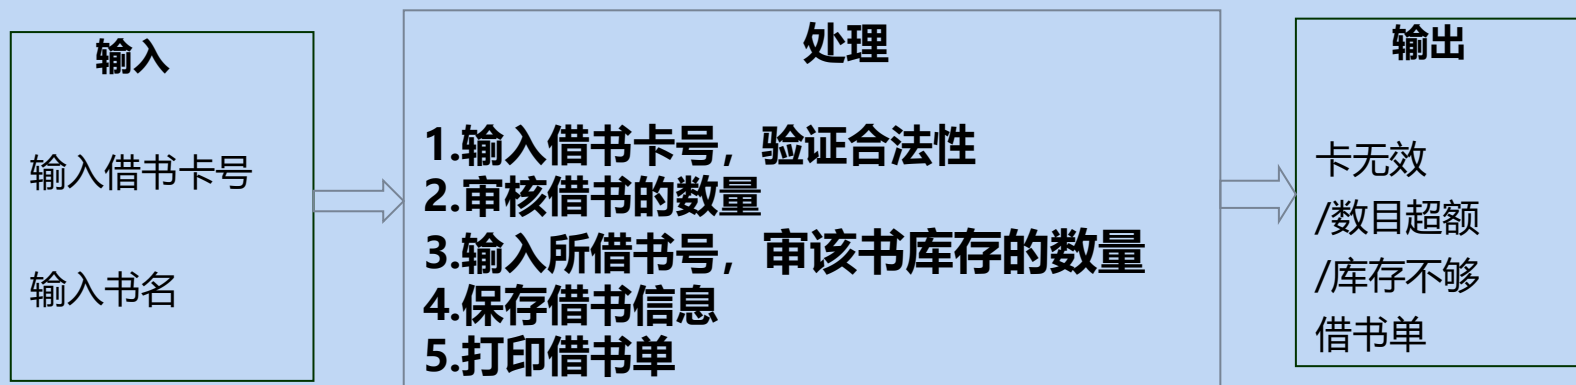 输入
输入借书卡号
输入书名
处理
1.输入借书卡号，验证合法性
2.审核借书的数量
3.输入所借书号，审该书库存的数量
4.保存借书信息
5.打印借书单
输出
卡无效
/数目超额
/库存不够
借书单